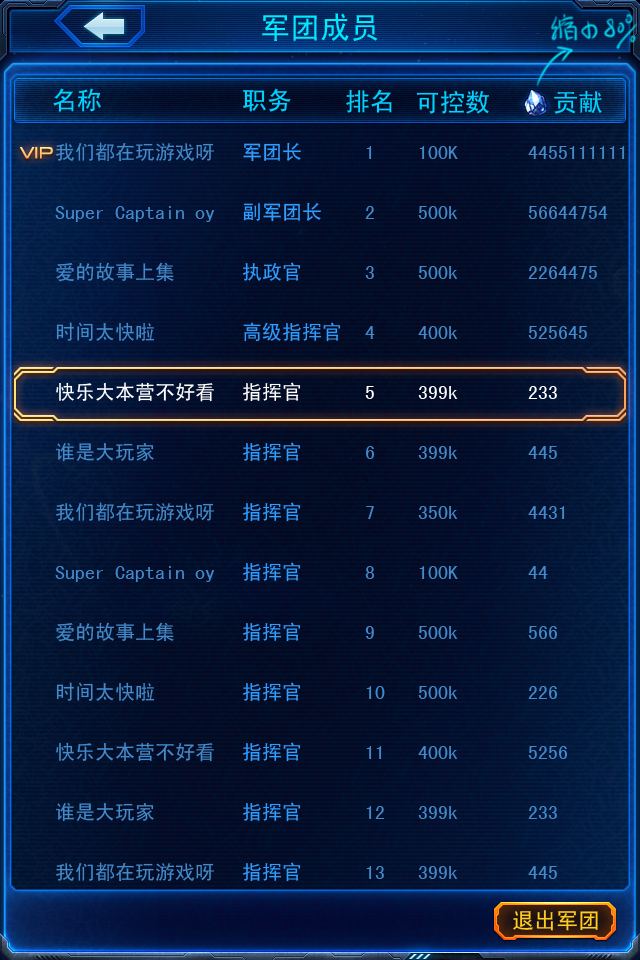 军团成员
缩小80%
名称 职务 排名 可控数 贡献
VIP 我们都在玩游戏呀 军团长 1 100K 4455111111
Super Captain oy 副军团长 2 500k 56644754
爱的故事上集 执政官 3 500k 2264475
时间太快啦 高级指挥官 4 400k 525645
快乐大本营不好看 指挥官 5 399k 233
谁是大玩家 指挥官 6 399k 445
我们都在玩游戏呀 指挥官 7 350k 4431
Super Captain oy 指挥官 8 100K 44
爱的故事上集 指挥官 9 500k 566
时间太快啦 指挥官 10 500k 226
快乐大本营不好看 指挥官 11 400k 5256
谁是大玩家 指挥官 12 399k 233
我们都在玩游戏呀 指挥官 13 399k 445
退出军团